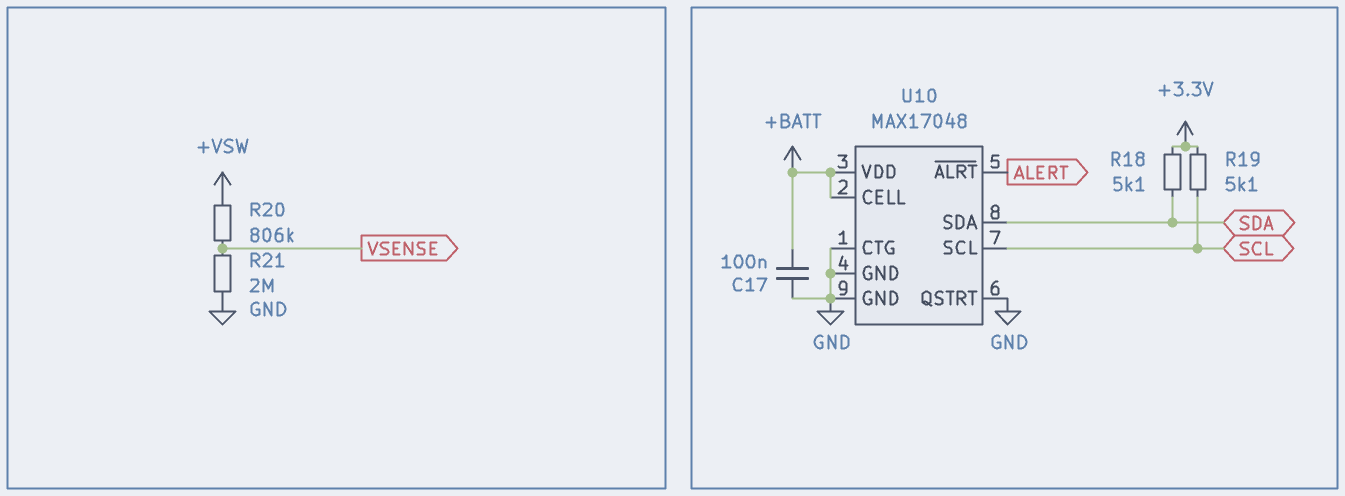 +VSW
R20
806k
VSENSE
R21
2M
GND
U10
MAX17048
+BATT
+3.3V
3
VDD
ALRT
5
ALERT
R18
5k1
R19
5k1
2
CELL
SDA
8
SDA
1
CTG
SCL
7
SCL
100n
C17
4
GND
9
GND
QSTRT
6
GND
GND